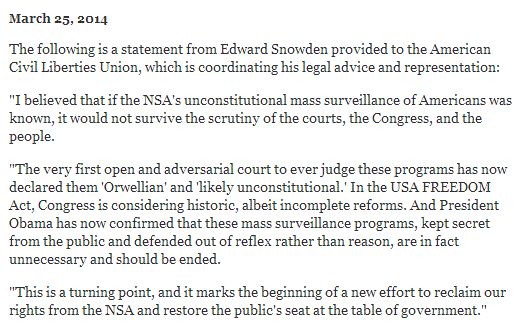 March 25, 2014
The following is a statement from Edward Snowden provided to the American
Civil Liberties Union, which is coordinating his legal advice and representation:
"I believed that if the NSA's unconstitutional mass surveillance of Americans was
known, it would not survive the scrutiny of the courts, the Congress, and the
people.
"The very first open and adversarial court to ever judge these programs has now
declared them 'Orwellian' and 'likely unconstitutional.' In the USA FREEDOM
Act, Congress is considering historic, albeit incomplete reforms. And President
Obama has now confirmed that these mass surveillance programs, kept secret
from the public and defended out of reflex rather than reason, are in fact
unnecessary and should be ended.
"This is a turning point, and it marks the beginning of a new effort to reclaim our
rights from the NSA and restore the public's seat at the table of government."